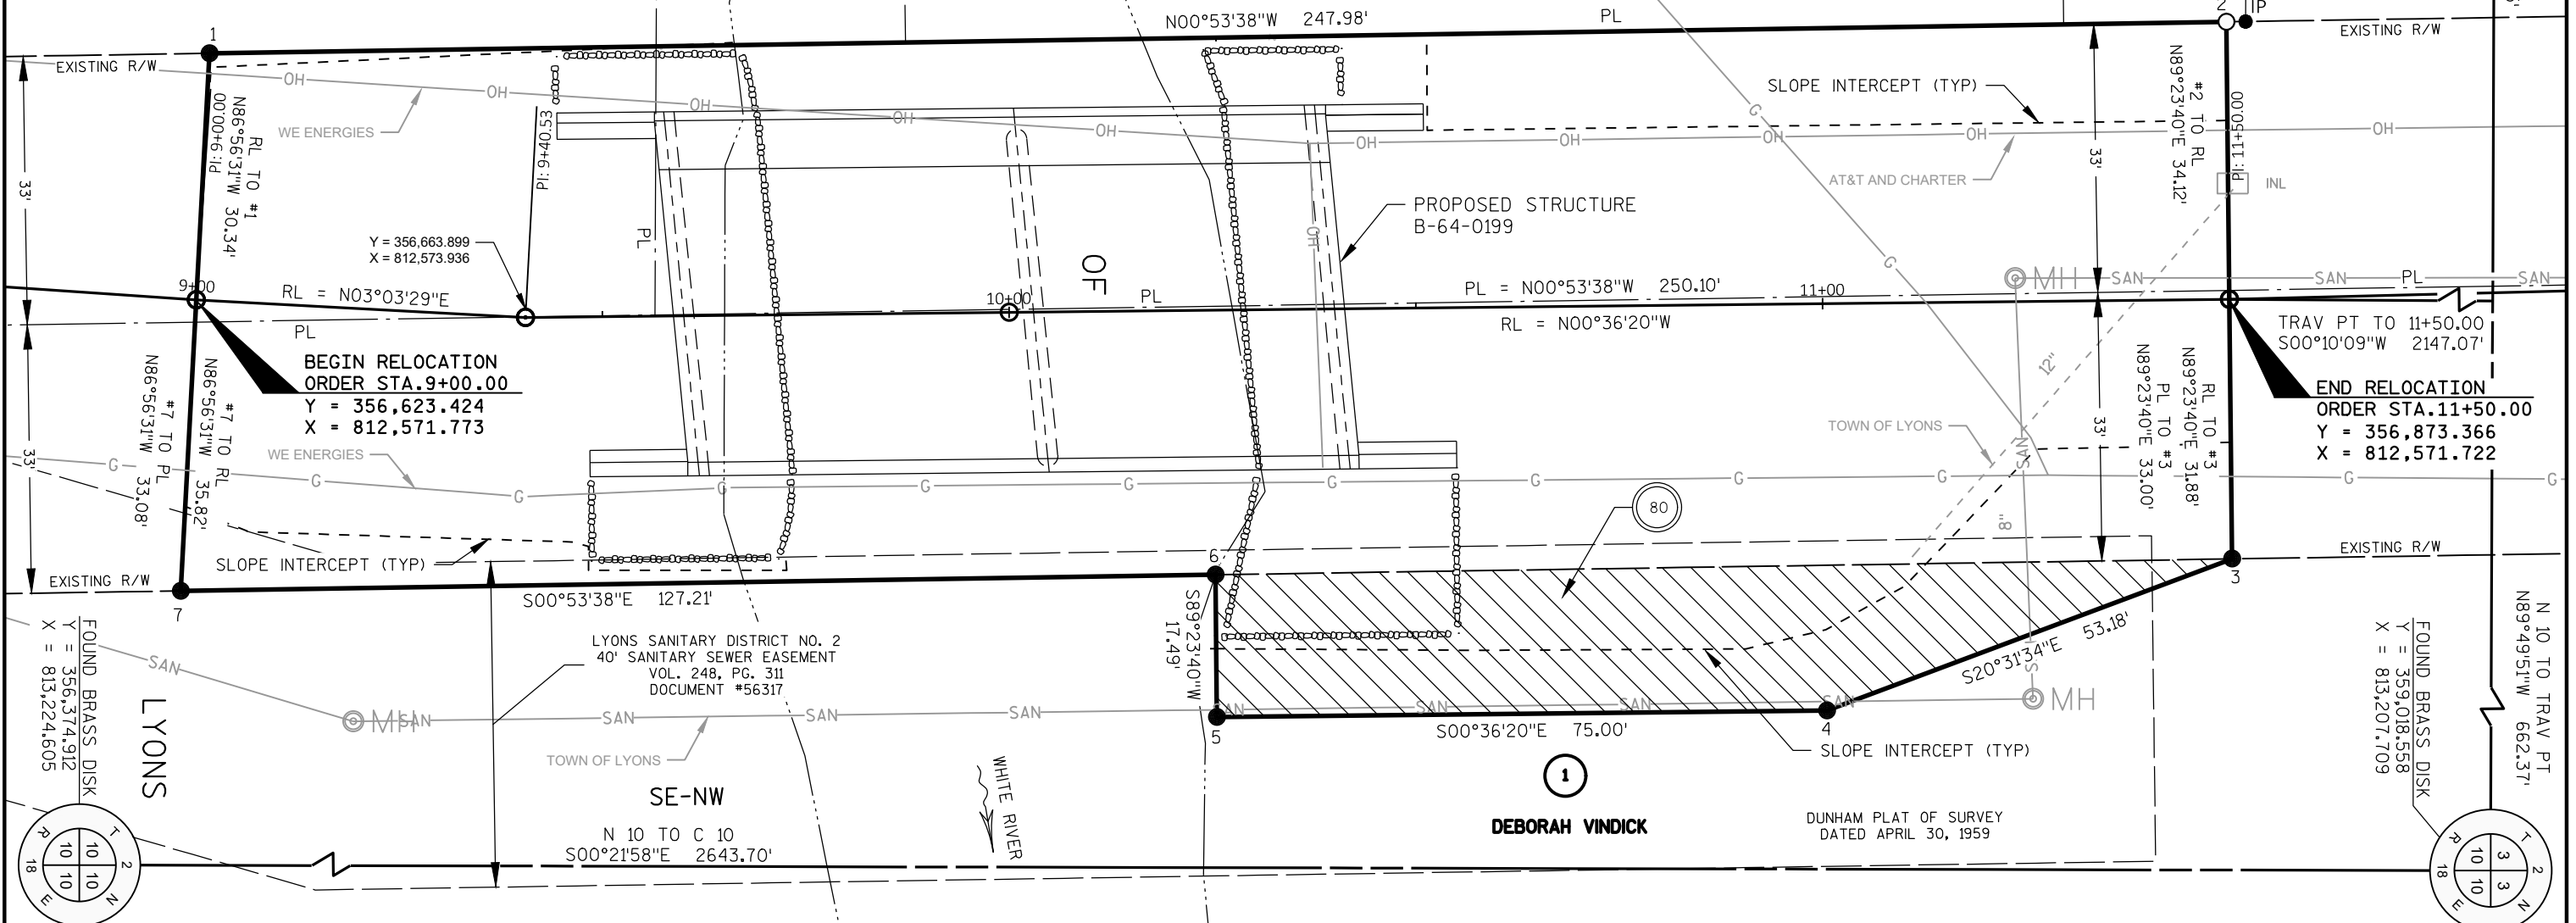 1
N00°53'38"W 247.98'
PL
2
IP
EXISTING R/W
EXISTING R/W
OH
OH
OH
OH
OH
OH
OH
OH
OH
OH
WE ENERGIES
SLOPE INTERCEPT (TYP)
AT&T AND CHARTER
33'
PI: 9+00.00
N86°56'31"W 30.34'
RL TO #1
PI: 9+40.53
Y = 356,663.899
X = 812,573.936
PL
OF
PROPOSED STRUCTURE
B-64-0199
OH
G
G
33'
N89°23'40"E 34.12'
#2 TO RL
PI: 11+50.00
INL
MH
SAN
SAN
PL
SAN
9+00
RL = N03°03'29"E
PL
10+00
PL
PL = N00°53'38"W 250.10'
11+00
RL = N00°36'20"W
TRAV PT TO 11+50.00
S00°10'09"W 2147.07'
BEGIN RELOCATION
ORDER STA.9+00.00
Y = 356,623.424
X = 812,571.773
END RELOCATION
ORDER STA.11+50.00
Y = 356,873.366
X = 812,571.722
33'
N86°56'31"W 33.08'
#7 TO PL
N86°56'31"W 35.82'
#7 TO RL
WE ENERGIES
G
G
G
G
G
G
G
G
G
G
G
G
12"
TOWN OF LYONS
SAN
8"
33'
N89°23'40"E 33.00'
PL TO #3
N89°23'40"E 31.88'
RL TO #3
80
SLOPE INTERCEPT (TYP)
EXISTING R/W
EXISTING R/W
7
S00°53'38"E 127.21'
6
3
S89°23'40"W
17.49'
S20°31'34"E 53.18'
S
LYONS SANITARY DISTRICT NO. 2
40' SANITARY SEWER EASEMENT
VOL. 248, PG. 311
DOCUMENT #56317
SAN
MH
SAN
SAN
SAN
SAN
SAN
SAN
SAN
SAN
MH
5
S00°36'20"E 75.00'
4
SLOPE INTERCEPT (TYP)
TOWN OF LYONS
FOUND BRASS DISK
Y = 356,374.912
X = 813,224.605
LYONS
SE-NW
WHITE RIVER
1
DEBORAH VINDICK
DUNHAM PLAT OF SURVEY
DATED APRIL 30, 1959
N 10 TO C 10
S00°21'58"E 2643.70'
FOUND BRASS DISK
Y = 359,018.558
X = 813,207.709
N 10 TO TRAV PT
N89°49'51"W 662.37'
T 2 N
R 18 E
10 10
10 10
T 2 N
R 18 E
3 3
10 10